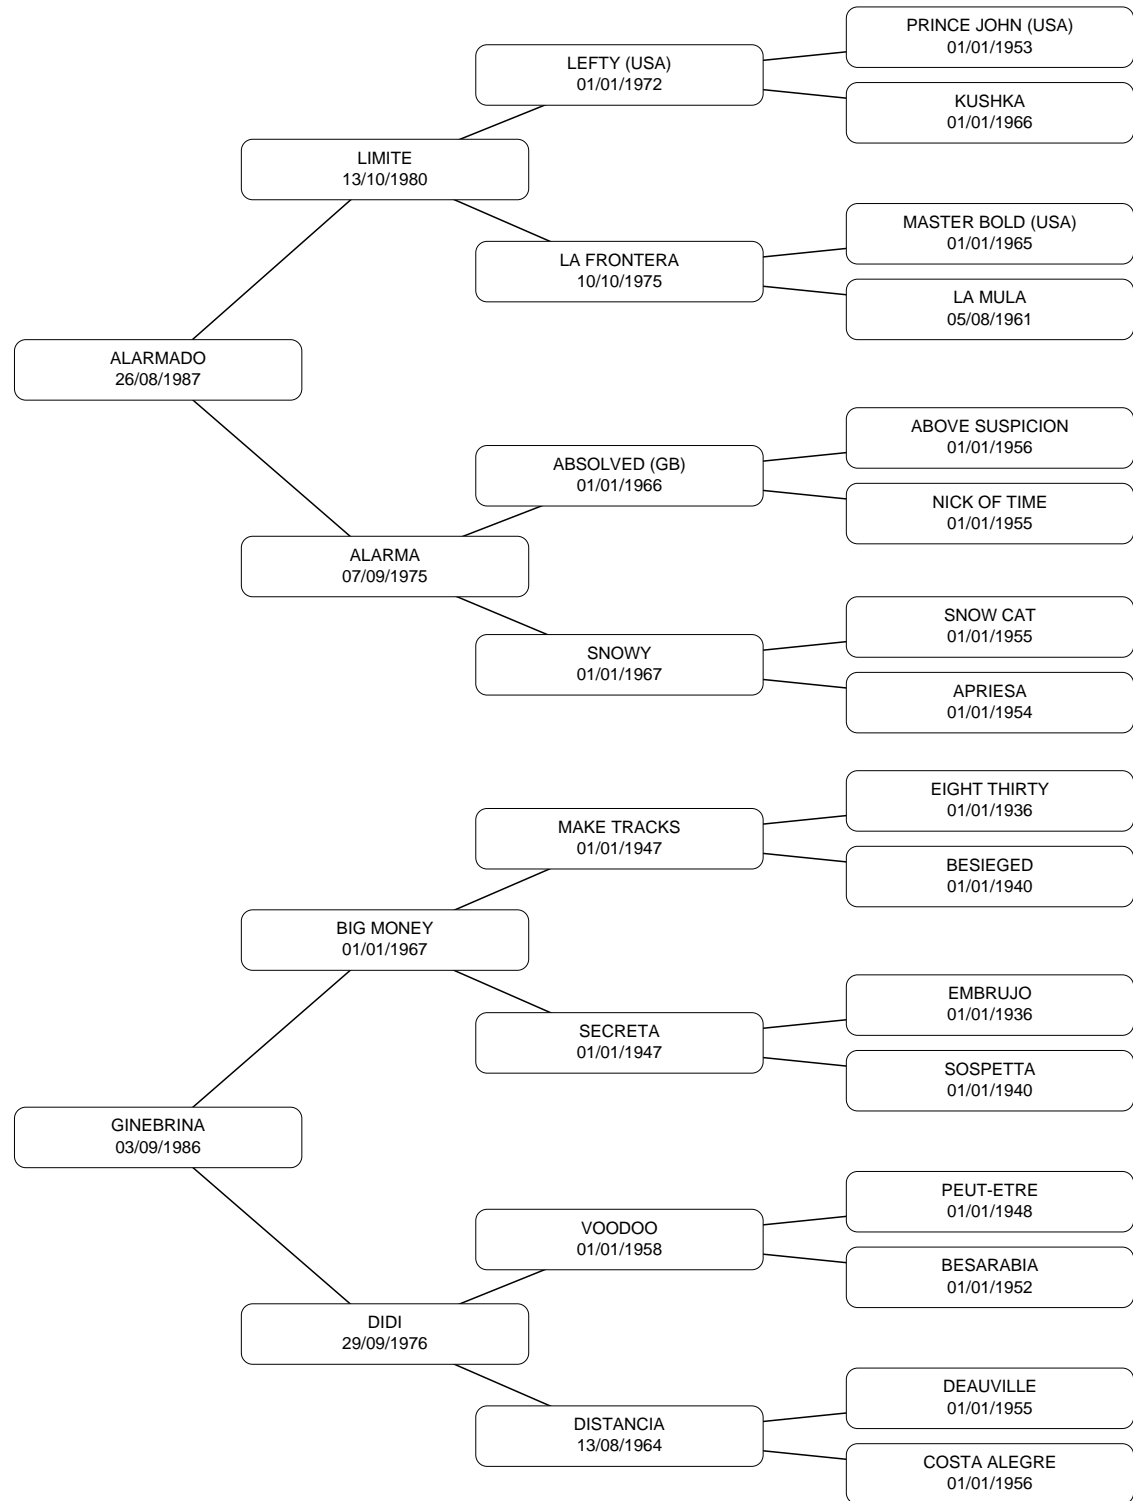 PRINCE JOHN (USA)
01/01/1953
LEFTY (USA)
01/01/1972
KUSHKA
01/01/1966
LIMITE
13/10/1980
MASTER BOLD (USA)
01/01/1965
LA FRONTERA
10/10/1975
LA MULA
05/08/1961
ALARMADO
26/08/1987
ABOVE SUSPICION
01/01/1956
ABSOLVED (GB)
01/01/1966
NICK OF TIME
01/01/1955
ALARMA
07/09/1975
SNOW CAT
01/01/1955
SNOWY
01/01/1967
APRIESA
01/01/1954
EIGHT THIRTY
01/01/1936
MAKE TRACKS
01/01/1947
BESIEGED
01/01/1940
BIG MONEY
01/01/1967
EMBRUJO
01/01/1936
SECRETA
01/01/1947
SOSPETTA
01/01/1940
GINEBRINA
03/09/1986
PEUT-ETRE
01/01/1948
VOODOO
01/01/1958
BESARABIA
01/01/1952
DIDI
29/09/1976
DEAUVILLE
01/01/1955
DISTANCIA
13/08/1964
COSTA ALEGRE
01/01/1956